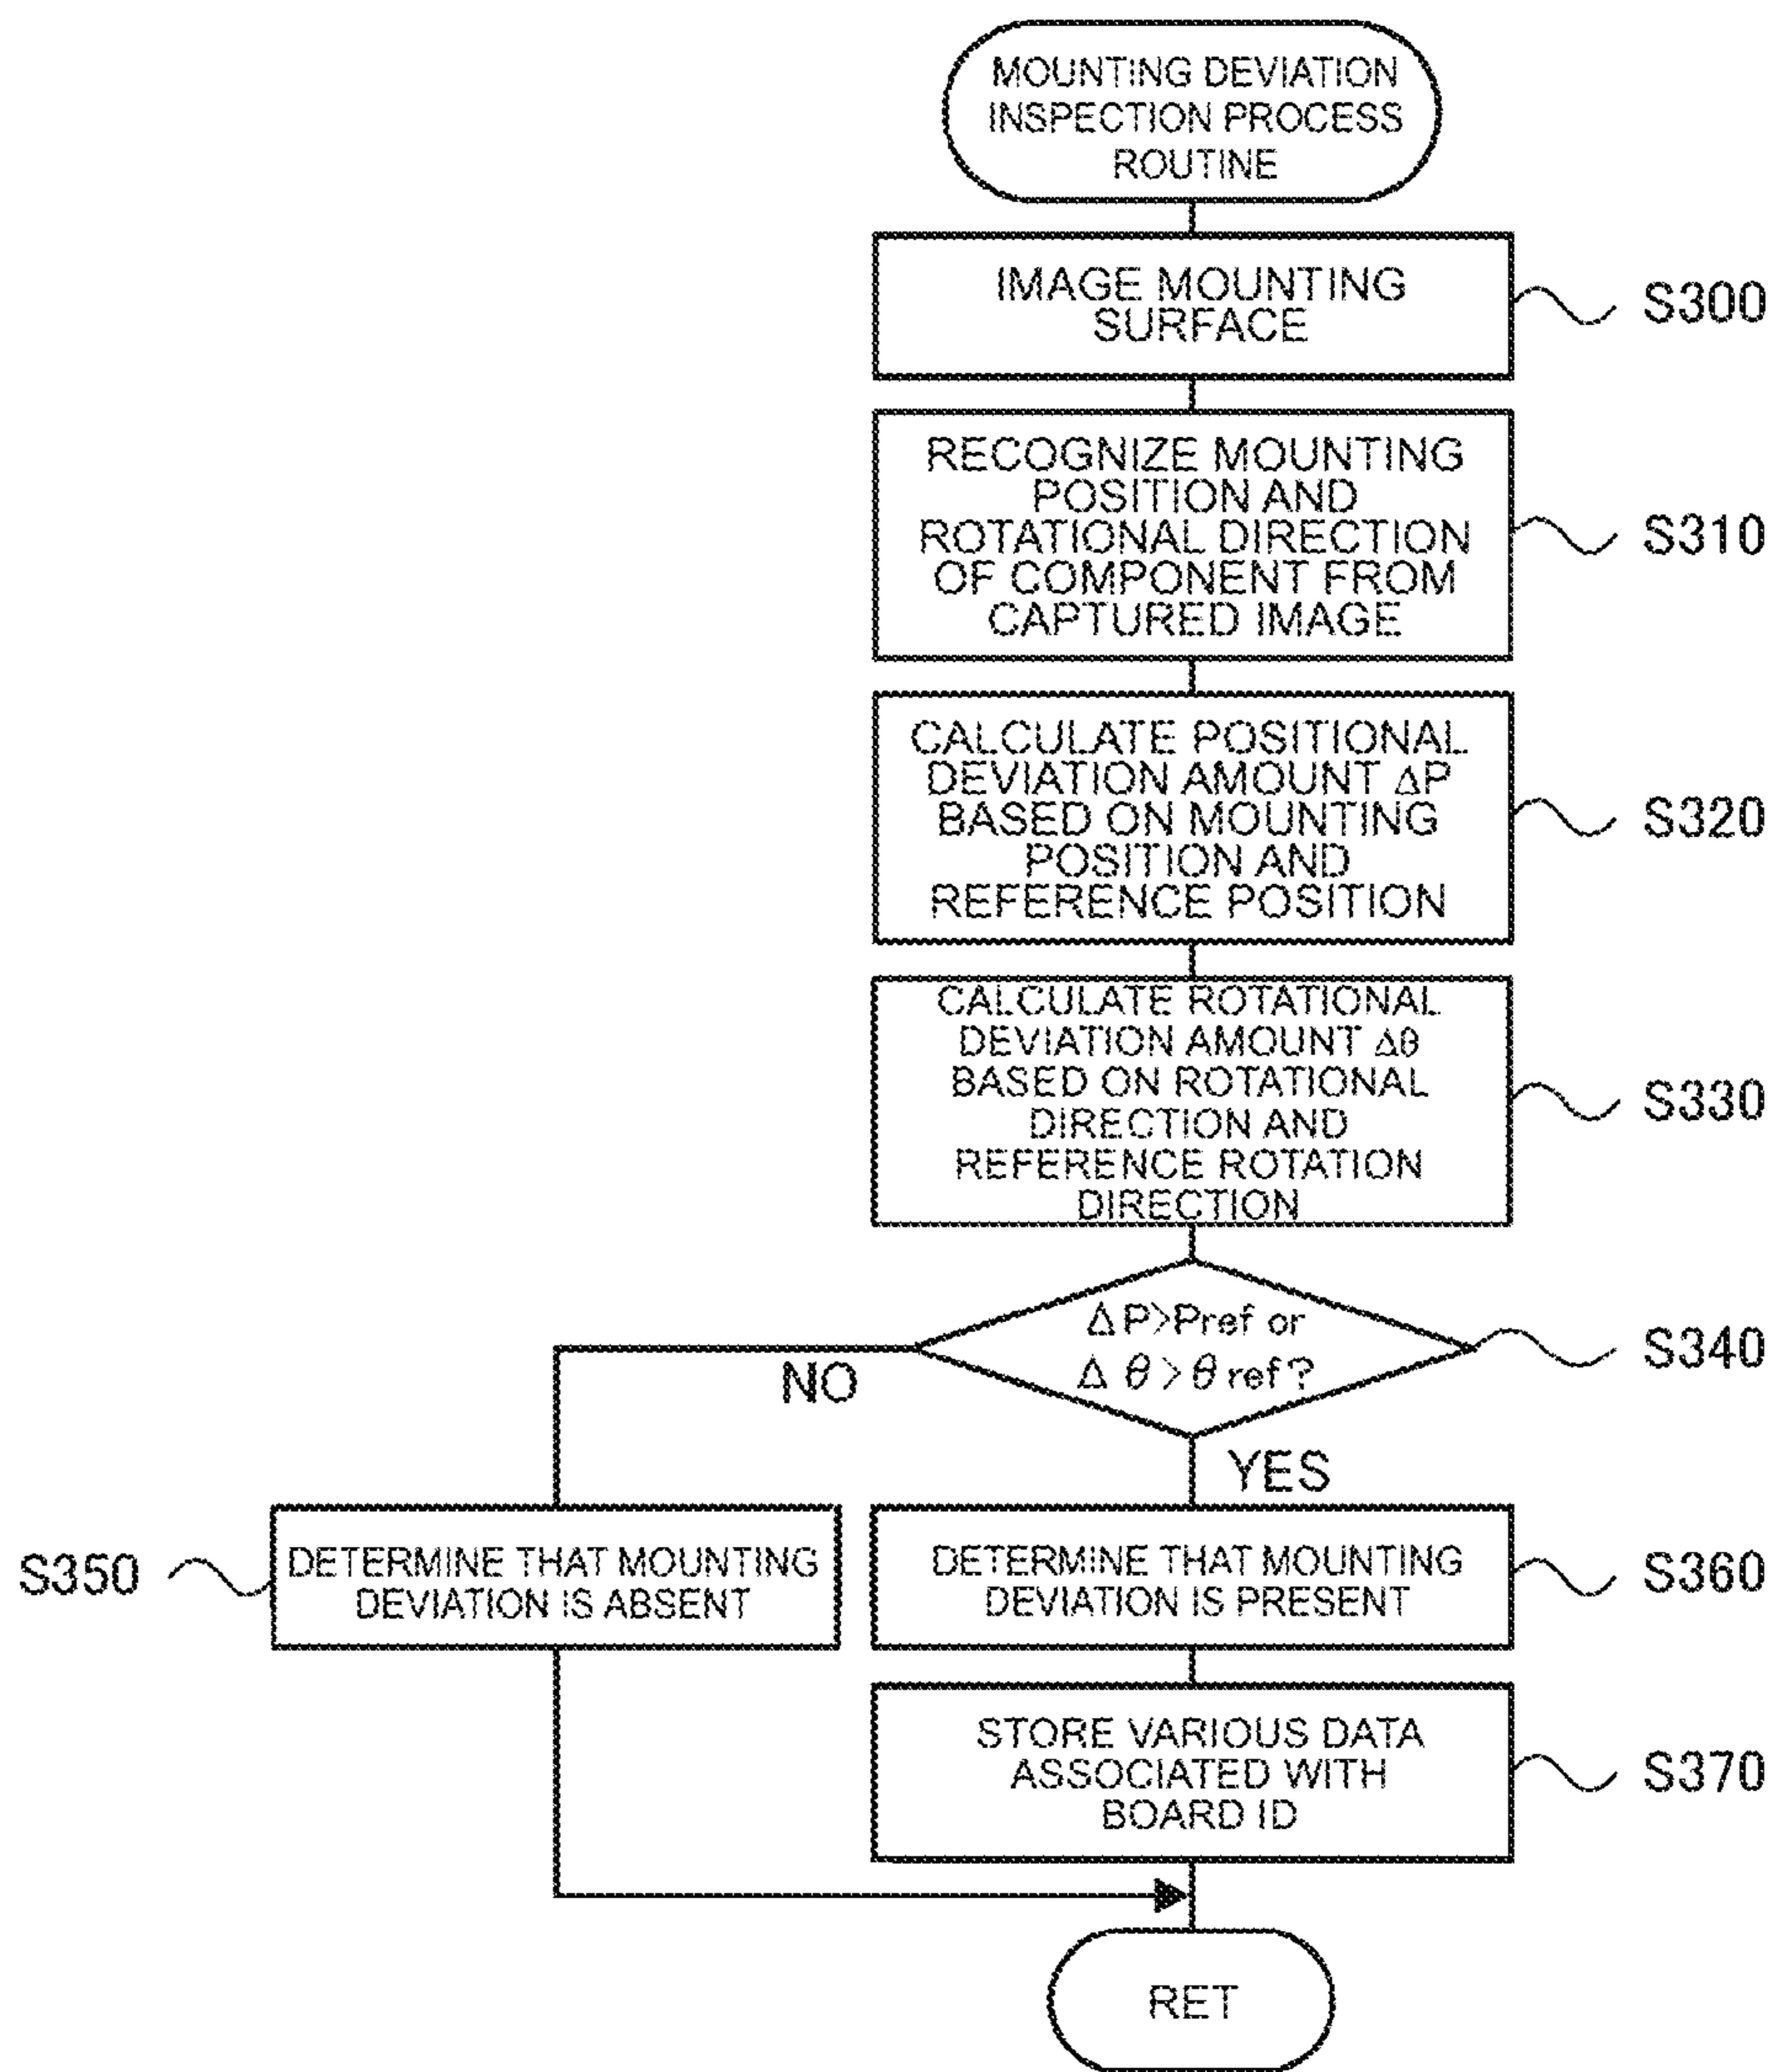 MOUNTING DEVIATION
INSPECTION PROCESS
ROUTINE
IMAGE MOUNTING
SURFACE
S300
RECOGNIZE MOUNTING
POSITION AND
ROTATIONAL DIRECTION
OF COMPONENT FROM
CAPTURED IMAGE
S310
CALCULATE POSITIONAL
DEVIATION AMOUNT ΔP
BASED ON MOUNTING
POSITION AND
REFERENCE POSITION
S320
CALCULATE ROTATIONAL
DEVIATION AMOUNT Δθ
BASED ON ROTATIONAL
DIRECTION AND
REFERENCE ROTATION
DIRECTION
S330
ΔP>Pref or
Δθ>θref?
S340
NO
YES
S350
DETERMINE THAT MOUNTING
DEVIATION IS ABSENT
DETERMINE THAT MOUNTING
DEVIATION IS PRESENT
S360
STORE VARIOUS DATA
ASSOCIATED WITH
BOARD ID
S370
RET